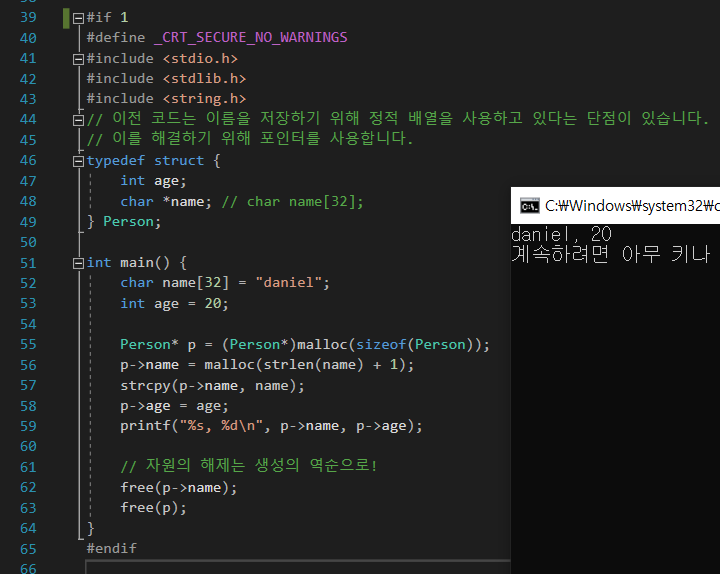 39 #if 1
40 #define _CRT_SECURE_NO_WARNINGS
41 #include <stdio.h>
42 #include <stdlib.h>
43 #include <string.h>
44 // 이전 코드는 이름을 저장하기 위해 정적 배열을 사용하고 있다는 단점이 있습니다.
45 // 이를 해결하기 위해 포인터를 사용합니다.
46 typedef struct {
47     int age;
48     char *name; // char name[32];
49 } Person;
50
51 int main() {
52     char name[32] = "daniel";
53     int age = 20;
54
55     Person* p = (Person*)malloc(sizeof(Person));
56     p->name = malloc(strlen(name) + 1);
57     strcpy(p->name, name);
58     p->age = age;
59     printf("%s, %d\n", p->name, p->age);
60
61     // 자원의 해제는 생성의 역순으로!
62     free(p->name);
63     free(p);
64 }
65 #endif
66
C:\. C:₩Windows₩system32₩c
daniel, 20
계속하려면 아무 키나